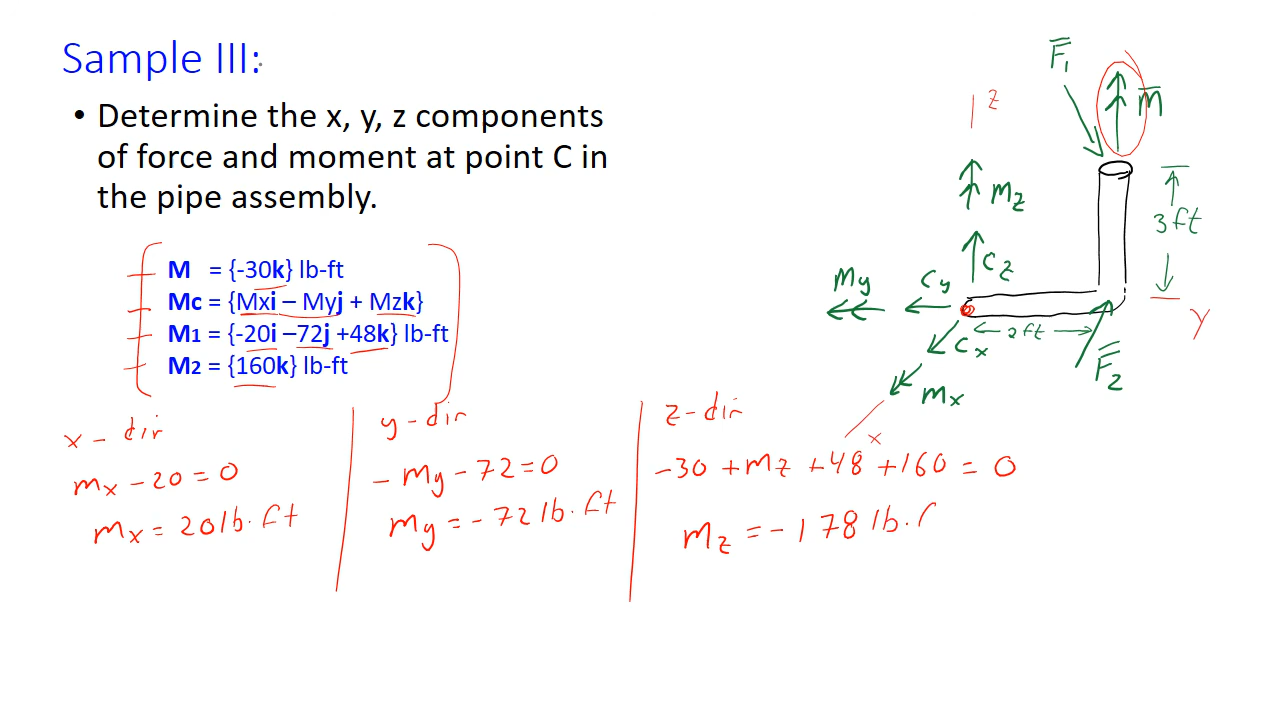 Sample III:
• Determine the x, y, z components
of force and moment at point C in
the pipe assembly.
M = {-30k} lb-ft
Mc = {Mxi – Myj + Mzk}
M1 = {-20i –72j +48k} lb-ft
M2 = {160k} lb-ft
x - dir
mx - 20 = 0
mx = 20 lb. ft
y - dir
- my - 72 = 0
my = - 72 lb. ft
z - dir
-30 + mz + 48 + 160 = 0
mz = - 178 lb. (
F1
M
z
mz
Cz
my
Cy
Cx
mx
x
2 ft
3 ft
y
F2